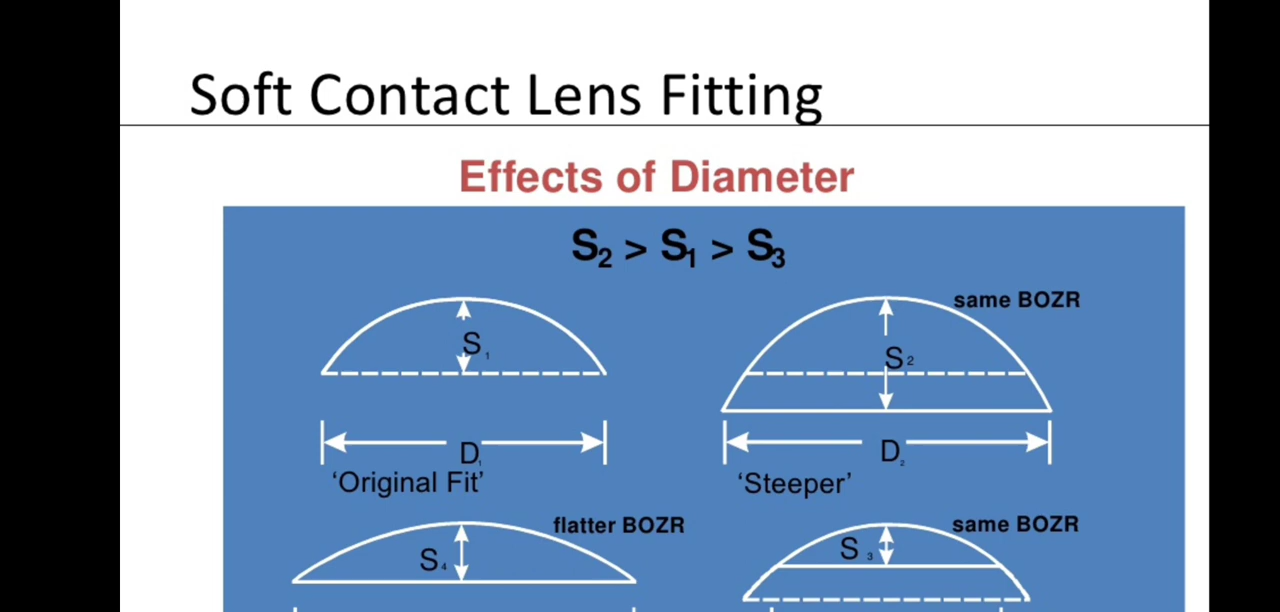 Soft Contact Lens Fitting
Effects of Diameter
S2 > S1 > S3
same BOZR
S1
S2
D1
D2
'Original Fit'
'Steeper'
flatter BOZR
same BOZR
S4
S3